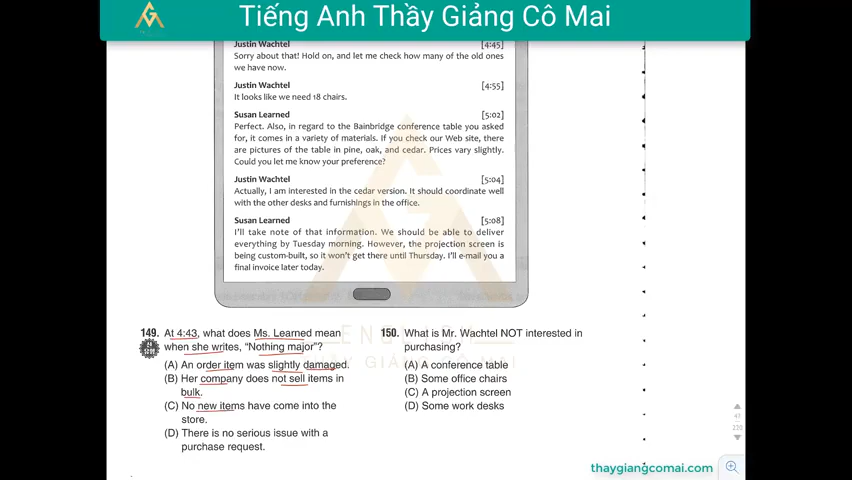 Tiếng Anh Thầy Giảng Cô Mai
Justin Wachtel [4:45]
Sorry about that! Hold on, and let me check how many of the old ones
we have now.
Justin Wachtel [4:55]
It looks like we need 18 chairs.
Susan Learned [5:02]
Perfect. Also, in regard to the Bainbridge conference table you asked
for, it comes in a variety of materials. If you check our Web site, there
are pictures of the table in pine, oak, and cedar. Prices vary slightly.
Could you let me know your preference?
Justin Wachtel [5:04]
Actually, I am interested in the cedar version. It should coordinate well
with the other desks and furnishings in the office.
Susan Learned [5:08]
I'll take note of that information. We should be able to deliver
everything by Tuesday morning. However, the projection screen is
being custom-built, so it won't get there until Thursday. I'll e-mail you a
final invoice later today.
149. At 4:43, what does Ms. Learned mean
when she writes, “Nothing major”?
(A) An order item was slightly damaged.
(B) Her company does not sell items in
bulk.
(C) No new items have come into the
store.
(D) There is no serious issue with a
purchase request.
150. What is Mr. Wachtel NOT interested in
purchasing?
(A) A conference table
(B) Some office chairs
(C) A projection screen
(D) Some work desks
ENG
THẦY GIẢNG CÔ MAI
41
220
thaygiangcomai.com